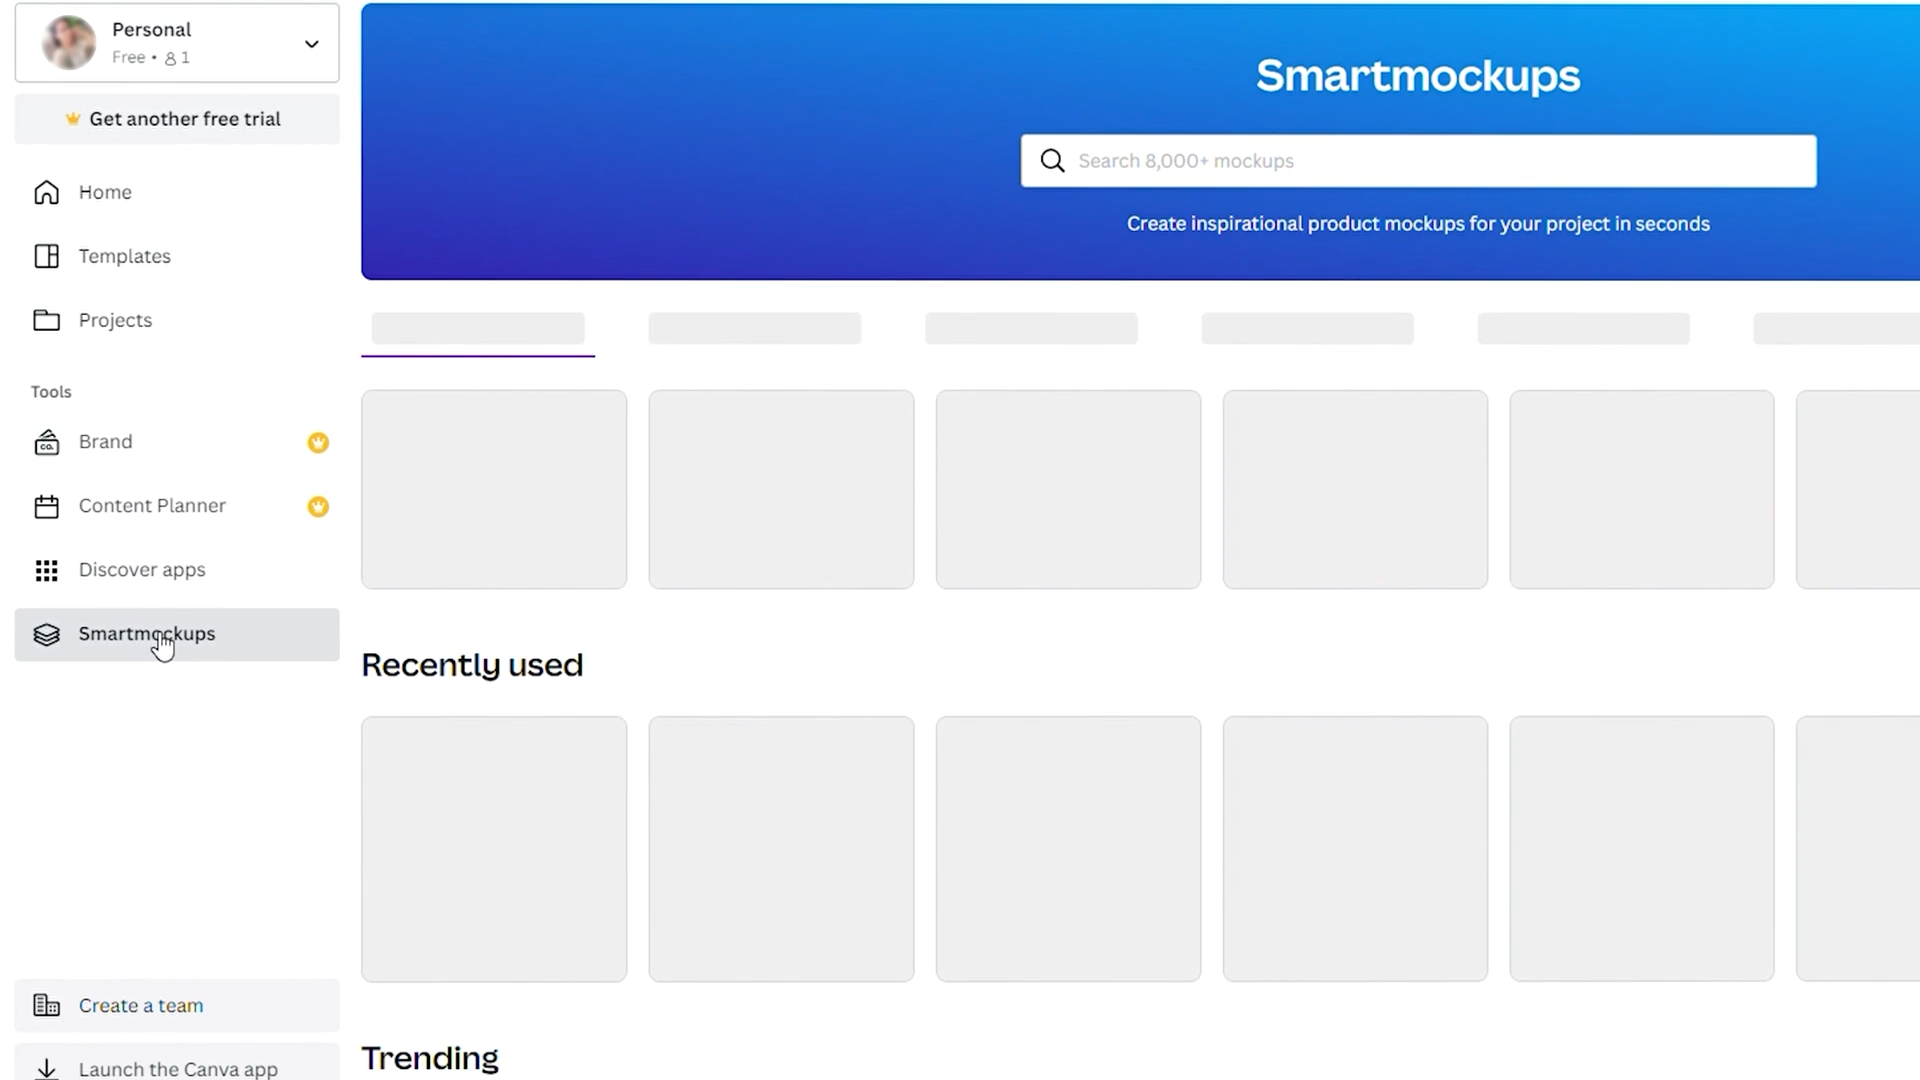 Personal
Free • 1
Get another free trial
Home
Templates
Projects
Tools
CO.
Brand
Content Planner
Discover apps
Smartmockups
Create a team
Launch the Canva app
Smartmockups
Search 8,000+ mockups
Create inspirational product mockups for your project in seconds
Recently used
Trending